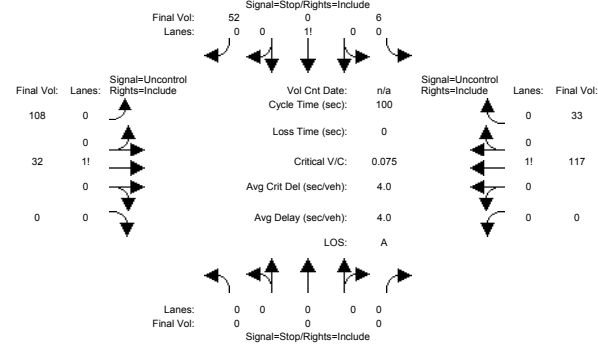 Signal=Stop/Rights=Include
Final Vol: 52 0 6
Lanes: 0 0 1! 0 0
Signal=Uncontrol
Final Vol: Lanes: Rights=Include
Vol Cnt Date: n/a
Signal=Uncontrol
Rights=Include Lanes: Final Vol:
Cycle Time (sec): 100
108 0
0 33
Loss Time (sec): 0
0
0
32 1!
Critical V/C: 0.075
1! 117
0
Avg Crit Del (sec/veh): 4.0
0
0 0
Avg Delay (sec/veh): 4.0
0 0
LOS: A
Lanes: 0 0 0 0 0
Final Vol: 0 0 0
Signal=Stop/Rights=Include